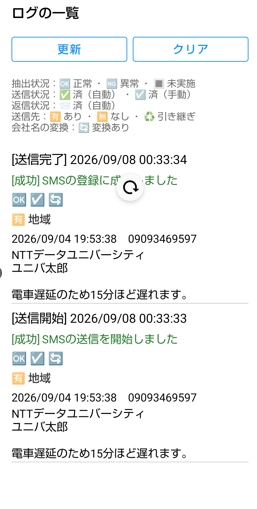 ログの一覧
更新 クリア
抽出状況：🆗 正常 ・ 🆖 異常 ・ 🔳 未実施
送信状況：✅ 済（自動） ・ ☑️ 済（手動）
返信状況：📨 済（自動）
送信先：🈶 あり ・ 🈚 なし ・ ♻️ 引き継ぎ
会社名の変換：🔄 変換あり
[送信完了] 2026/09/08 00:33:34
[成功] SMSの登録に成 ました
🆗 ☑️ 🔄
🈶 地域
2026/09/04 19:53:38 09093469597
NTTデータユニバーシティ
ユニバ太郎
電車遅延のため15分ほど遅れます。
[送信開始] 2026/09/08 00:33:33
[成功] SMSの送信を開始しました
🆗 ☑️ 🔄
🈶 地域
2026/09/04 19:53:38 09093469597
NTTデータユニバーシティ
ユニバ太郎
電車遅延のため15分ほど遅れます。